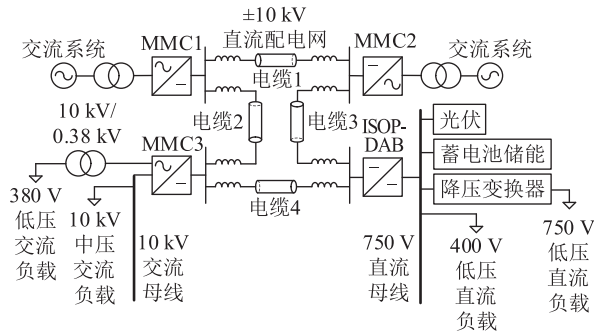 ±10 kV
直流配电网
交流系统
MMC1
MMC2
交流系统
电缆1
10 kV/
0.38 kV
电缆2
电缆3
ISOP-
DAB
光伏
蓄电池储能
降压变换器
MMC3
电缆4
380 V
低压
交流
负载
10 kV
中压
交流
负载
10 kV
交流
母线
750 V
直流
母线
400 V
低压
直流
负载
750 V
低压
直流
负载